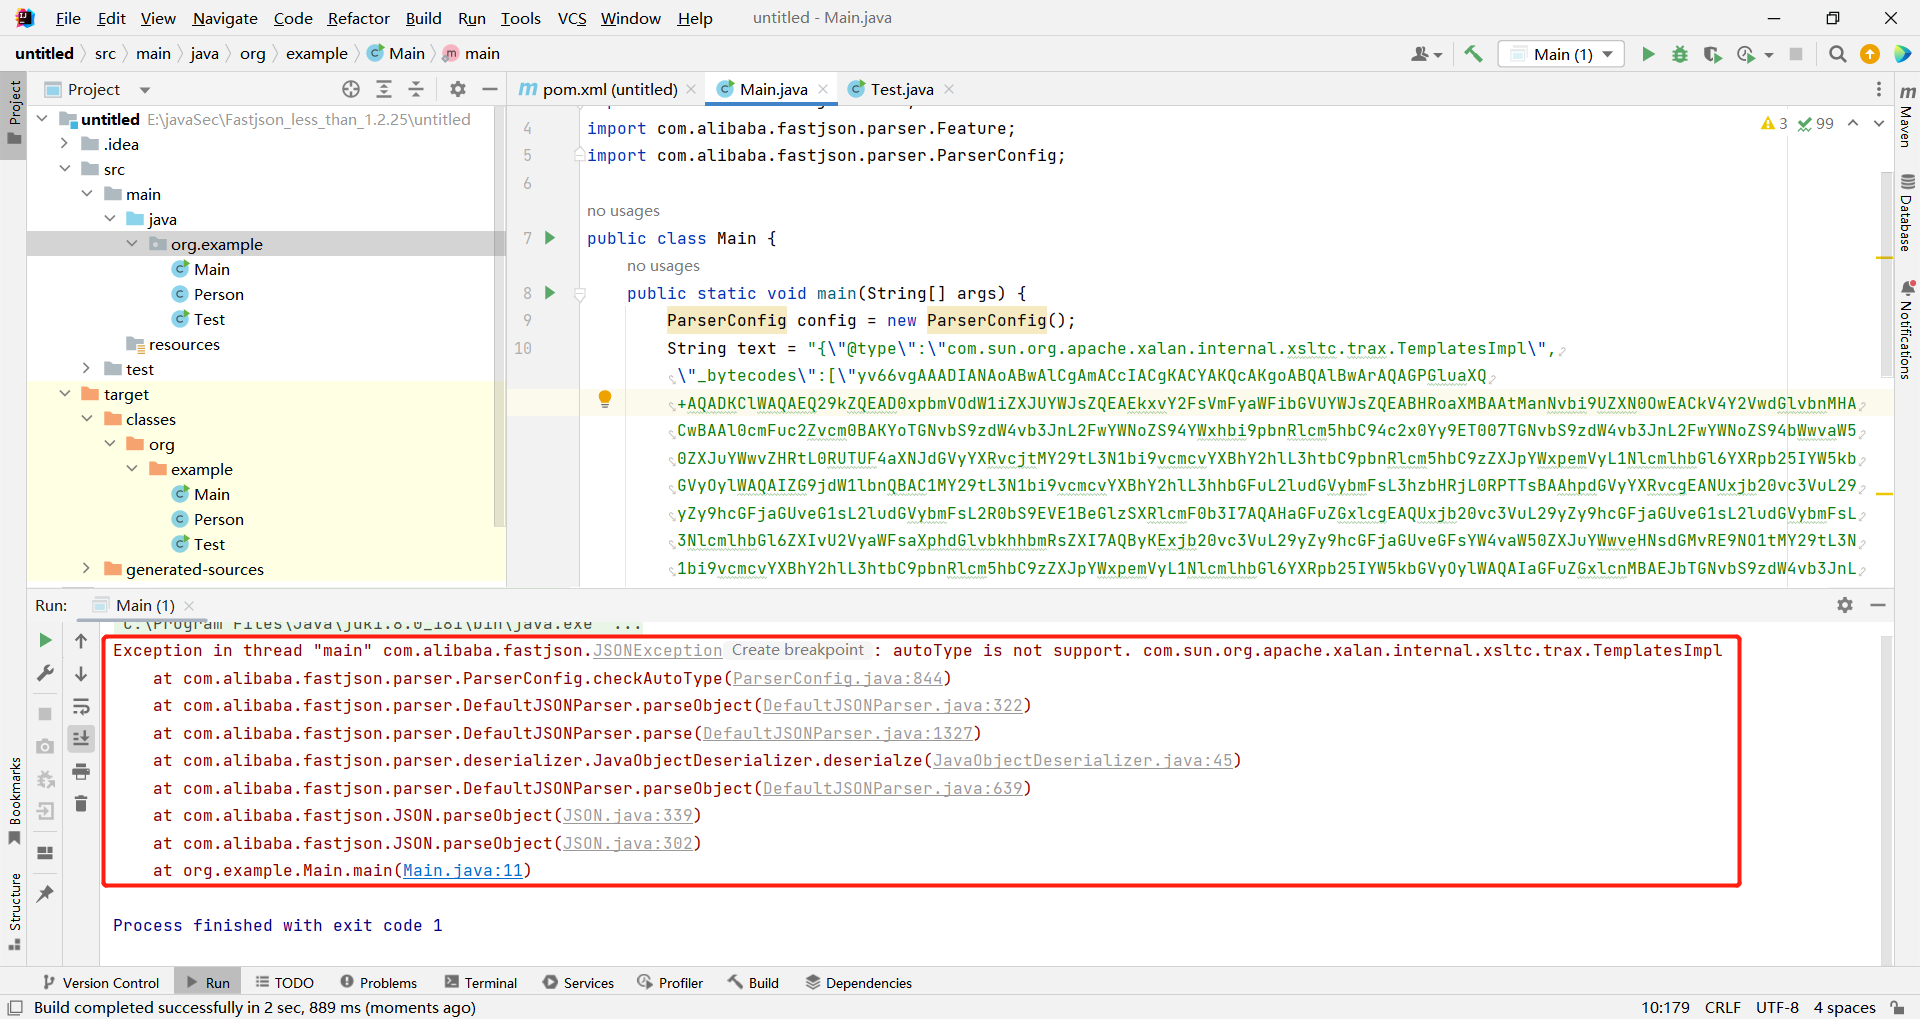 File Edit View Navigate Code Refactor Build Run Tools VCS Window Help untitled - Main.java
untitled src main java org example Main main
Main (1)
Project
pom.xml (untitled)
Main.java
Test.java
untitled E:\javaSec\Fastjson_less_than_1.2.25\untitled
.idea
src
main
java
org.example
Main
Person
Test
resources
test
target
classes
org
example
Main
Person
Test
generated-sources
3 99
4 import com.alibaba.fastjson.parser.Feature;
5 import com.alibaba.fastjson.parser.ParserConfig;
6
no usages
7 public class Main {
no usages
8 public static void main(String[] args) {
9 ParserConfig config = new ParserConfig();
10 String text = "{\"@type\":\"com.sun.org.apache.xalan.internal.xsltc.trax.TemplatesImpl\",
Project
Bookmarks
Structure
Maven
Database
Notifications
Run: Main (1)
C:\Program Files\Java\jdk1.8.0_181\bin\java.exe" ...
Exception in thread "main" com.alibaba.fastjson.JSONException Create breakpoint : autoType is not support. com.sun.org.apache.xalan.internal.xsltc.trax.TemplatesImpl
at com.alibaba.fastjson.parser.ParserConfig.checkAutoType(ParserConfig.java:844)
at com.alibaba.fastjson.parser.DefaultJSONParser.parseObject(DefaultJSONParser.java:322)
at com.alibaba.fastjson.parser.DefaultJSONParser.parse(DefaultJSONParser.java:1327)
at com.alibaba.fastjson.parser.deserializer.JavaObjectDeserializer.deserialze(JavaObjectDeserializer.java:45)
at com.alibaba.fastjson.parser.DefaultJSONParser.parseObject(DefaultJSONParser.java:639)
at com.alibaba.fastjson.JSON.parseObject(JSON.java:339)
at com.alibaba.fastjson.JSON.parseObject(JSON.java:302)
at org.example.Main.main(Main.java:11)
Process finished with exit code 1
Version Control Run TODO Problems Terminal Services Profiler Build Dependencies
Build completed successfully in 2 sec, 889 ms (moments ago)
10:179 CRLF UTF-8 4 spaces